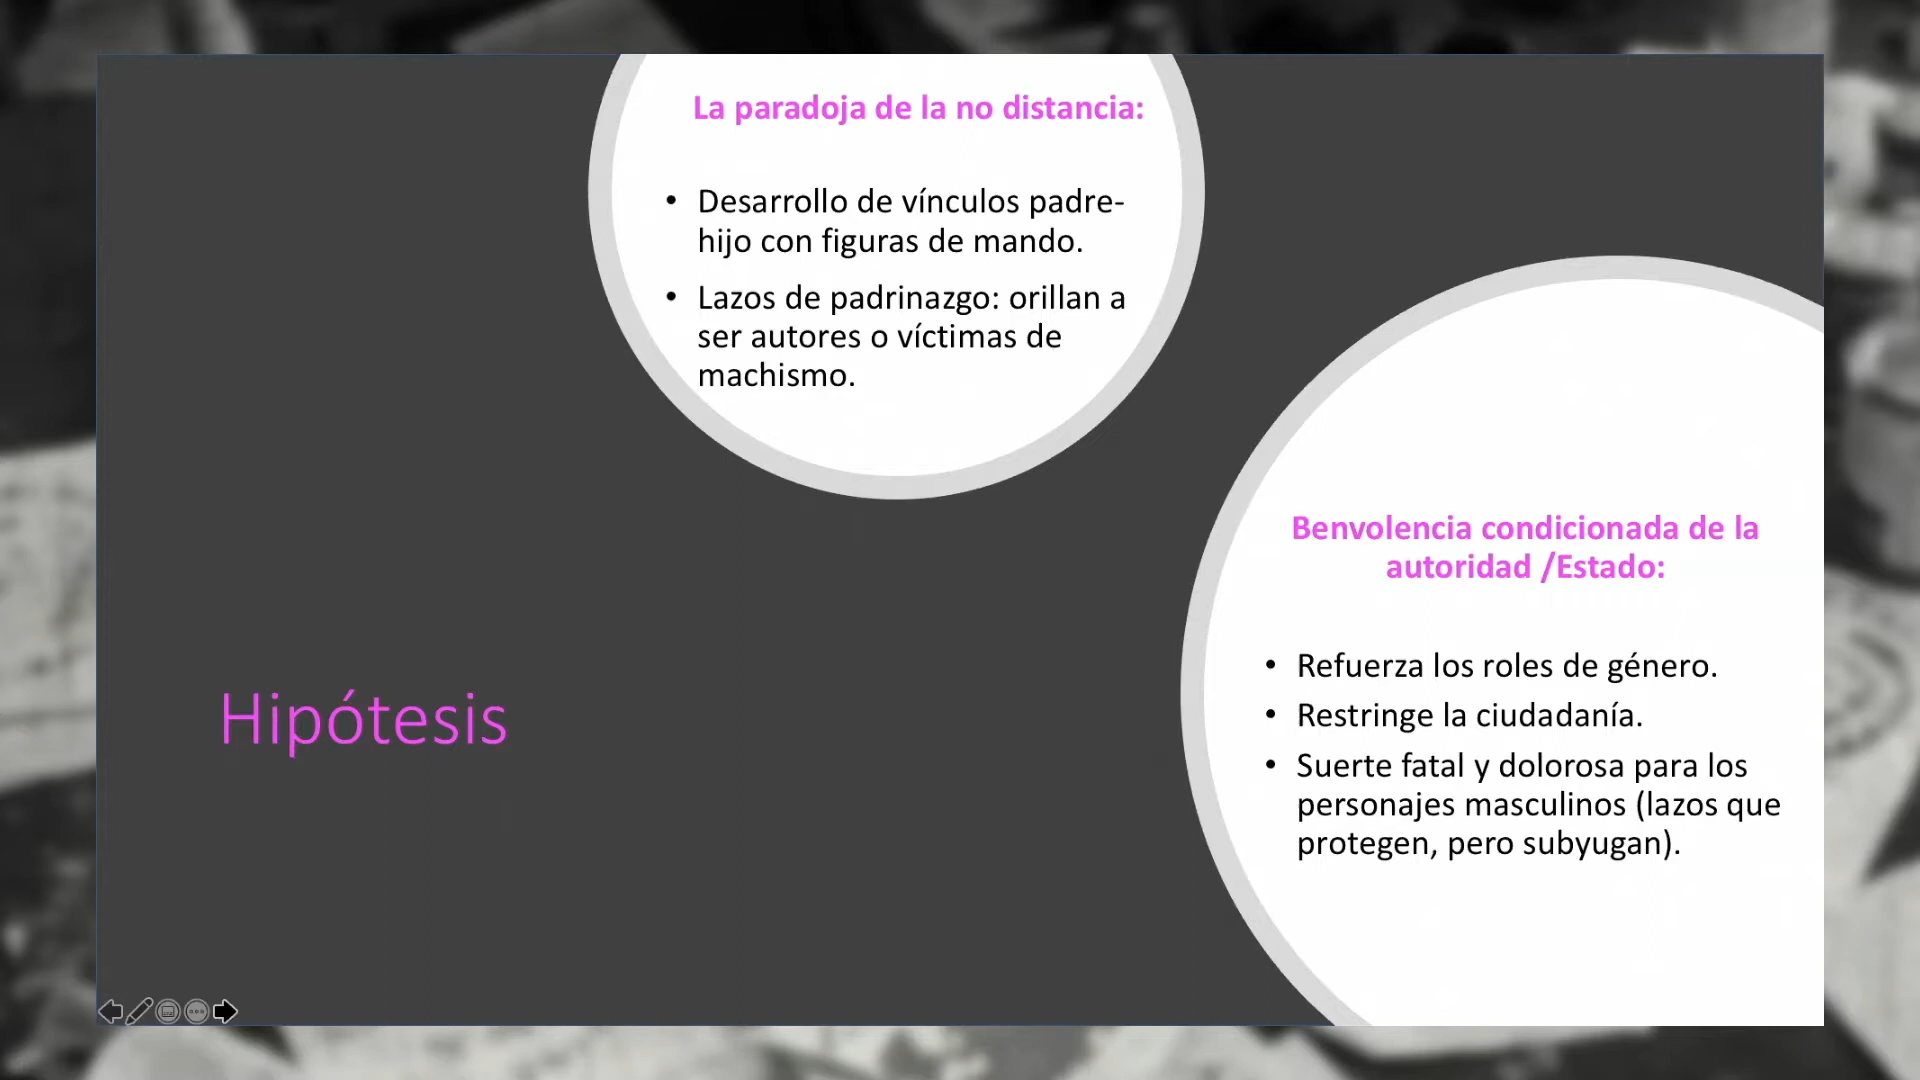 La paradoja de la no distancia:
• Desarrollo de vínculos padre-
hijo con figuras de mando.
• Lazos de padrinazgo: orillan a
ser autores o víctimas de
machismo.
Hipótesis
Benvolencia condicionada de la
autoridad /Estado:
• Refuerza los roles de género.
• Restringe la ciudadanía.
• Suerte fatal y dolorosa para los
personajes masculinos (lazos que
protegen, pero subyugan).